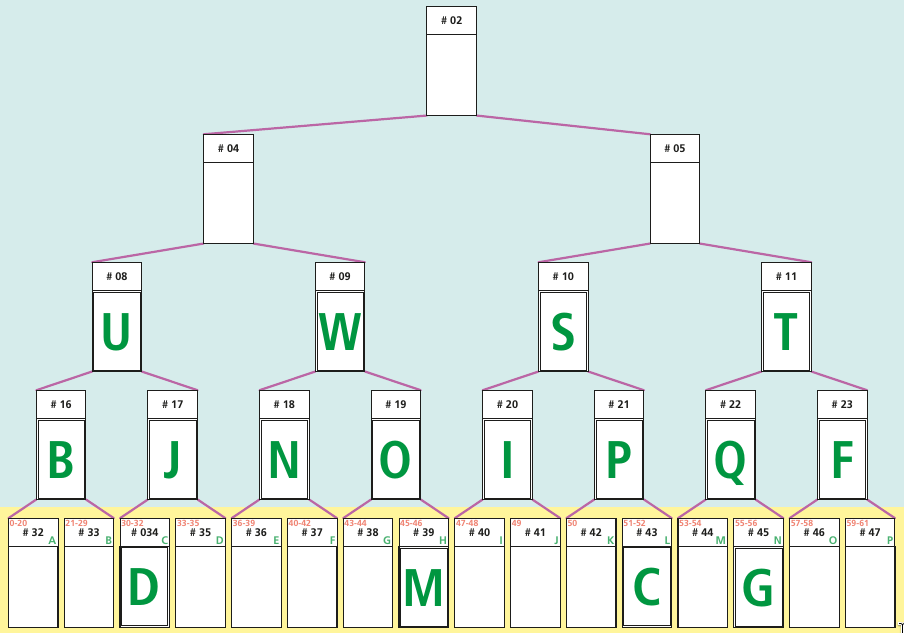 # 02
# 04 # 05
# 08 # 09 # 10 # 11
U W S T
# 16 # 17 # 18 # 19 # 20 # 21 # 22 # 23
B J N O I P Q F
0-20 21-29 30-32 33-35 36-39 40-42 43-44 45-46 47-48 49 50 51-52 53-54 55-56 57-58 59-61
# 32 # 33 # 034 # 35 # 36 # 37 # 38 # 39 # 40 # 41 # 42 # 43 # 44 # 45 # 46 # 47
A B C D E F G H I J K L M N O P
D M C G